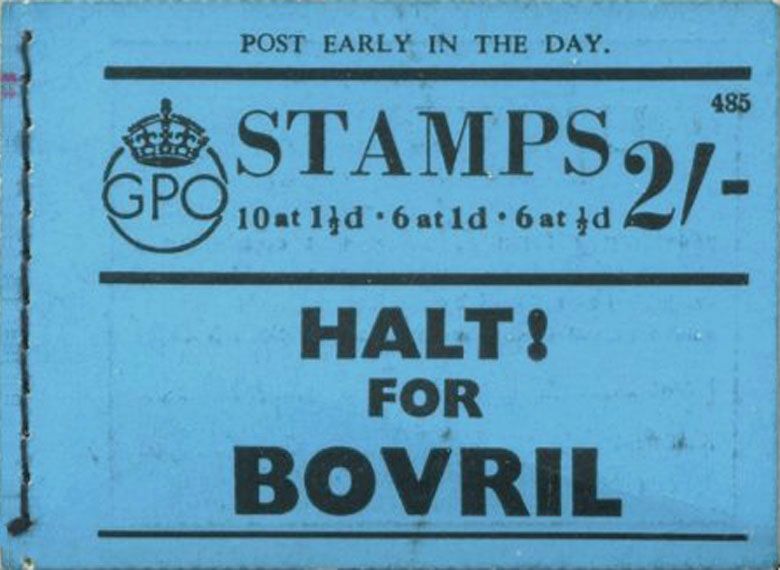 POST EARLY IN THE DAY.
485
STAMPS 2/-
GPO
10 at 1½d · 6 at 1d · 6 at ½d
HALT!
FOR
BOVRIL